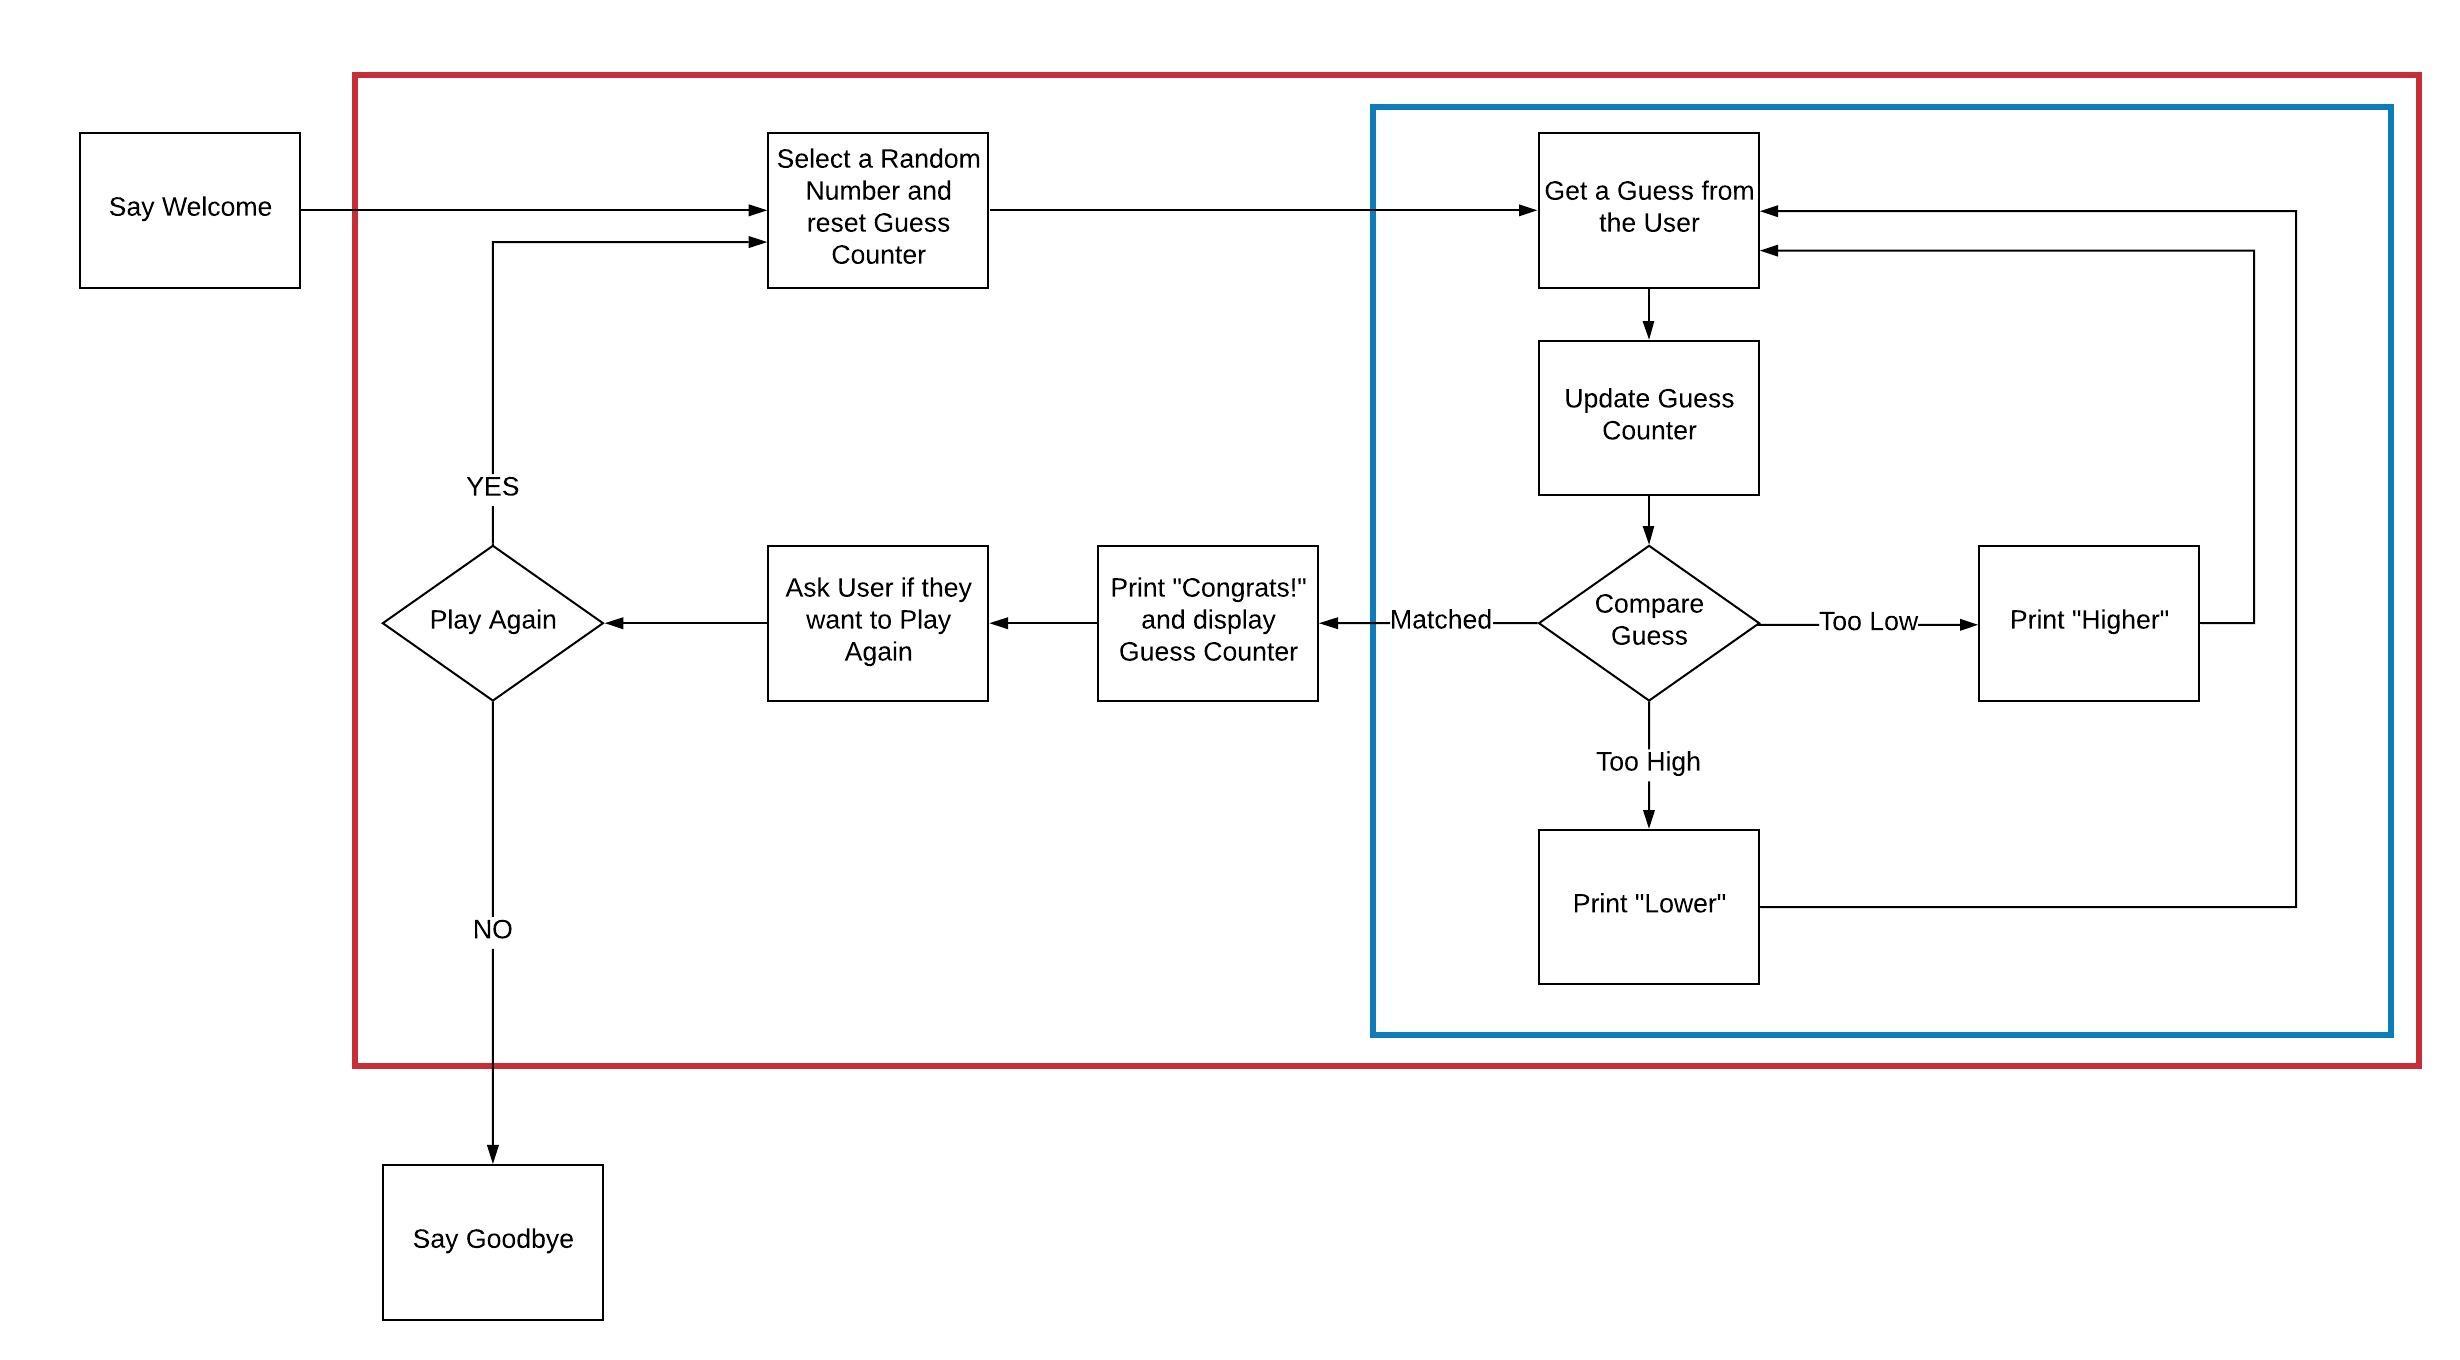 Say Welcome
Select a Random
Number and
reset Guess
Counter
Get a Guess from
the User
Update Guess
Counter
YES
Play Again
Ask User if they
want to Play
Again
Print "Congrats!"
and display
Guess Counter
Matched
Compare
Guess
Too Low
Print "Higher"
Too High
Print "Lower"
NO
Say Goodbye